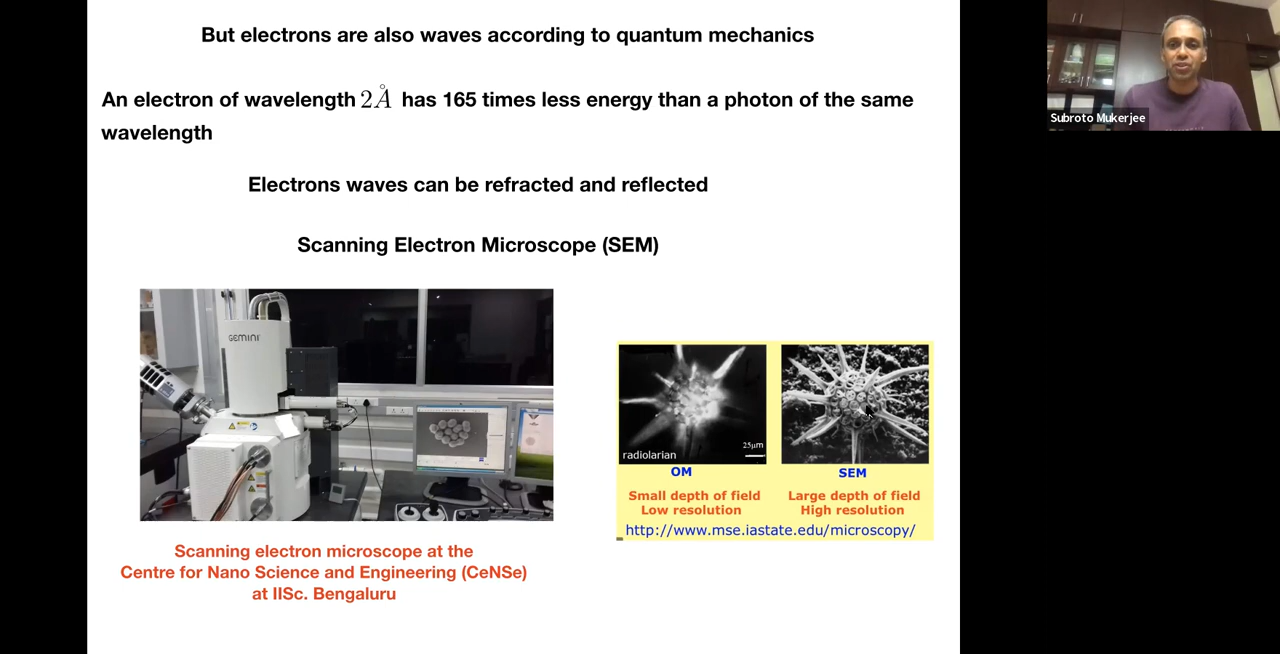 But electrons are also waves according to quantum mechanics
An electron of wavelength 2Å has 165 times less energy than a photon of the same
wavelength
Electrons waves can be refracted and reflected
Scanning Electron Microscope (SEM)
GEMINI
radiolarian
25μm
OM
SEM
Small depth of field
Low resolution
Large depth of field
High resolution
http://www.mse.iastate.edu/microscopy/
Scanning electron microscope at the
Centre for Nano Science and Engineering (CeNSe)
at IISc. Bengaluru
Subroto Mukerjee